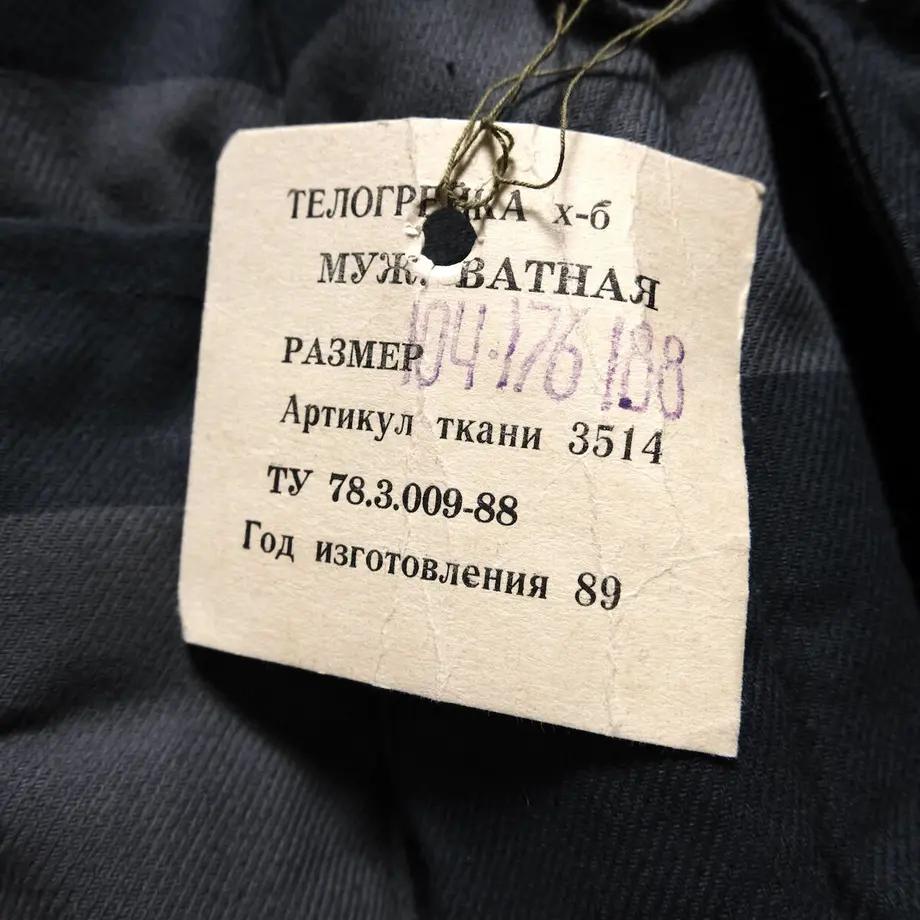 ТЕЛОГРЕЙКА х-б
МУЖ. ВАТНАЯ
РАЗМЕР 104·176 188
Артикул ткани 3514
ТУ 78.3.009-88
Год изготовления 89